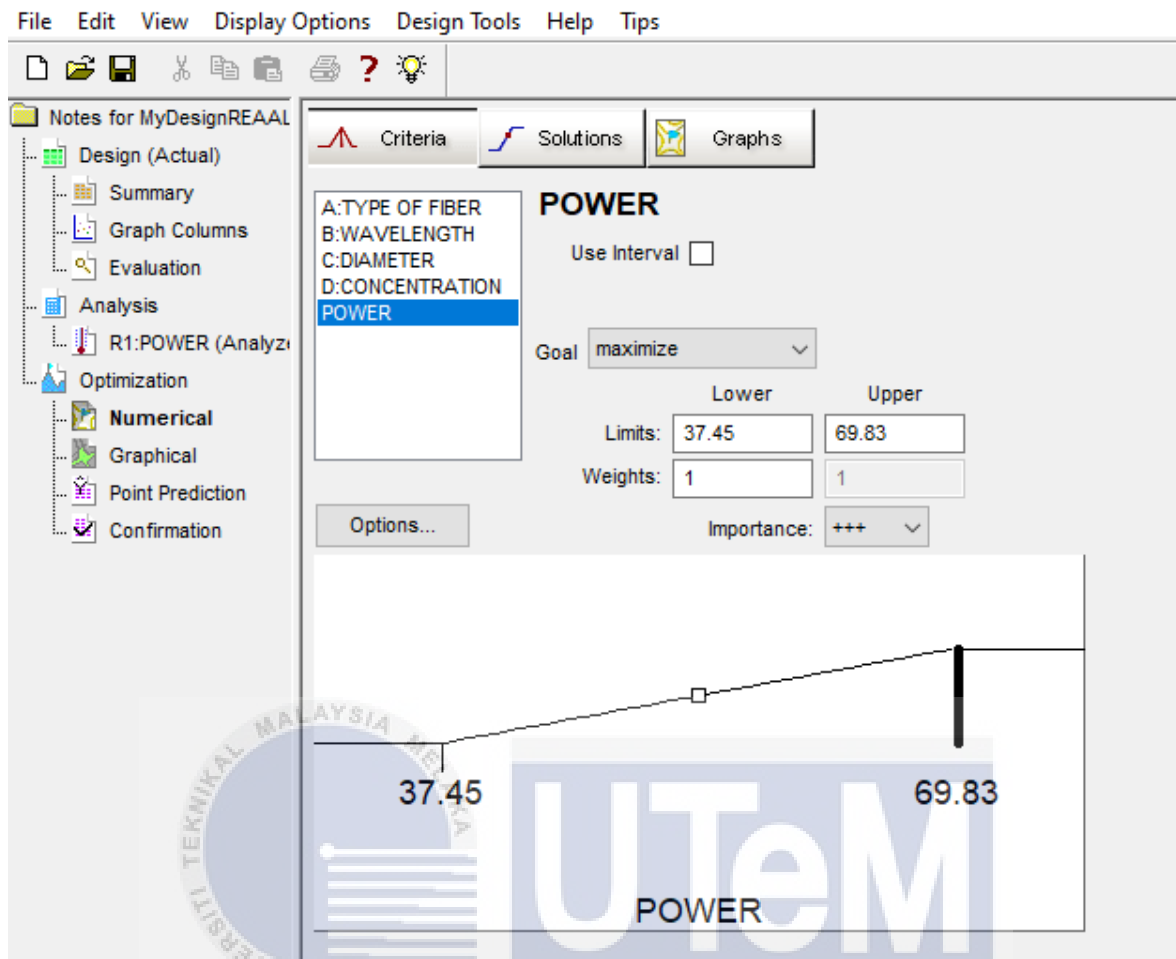 File Edit View Display Options Design Tools Help Tips
Notes for MyDesignREAAL
Design (Actual)
Summary
Graph Columns
Evaluation
Analysis
R1:POWER (Analyze
Optimization
Numerical
Graphical
Point Prediction
Confirmation
Criteria Solutions Graphs
A:TYPE OF FIBER
B:WAVELENGTH
C:DIAMETER
D:CONCENTRATION
POWER
POWER
Use Interval
Goal maximize
Lower Upper
Limits: 37.45 69.83
Weights: 1 1
Options...
Importance: +++
37.45 69.83
POWER
TEKNIKAL MALAYSIA
UTeM